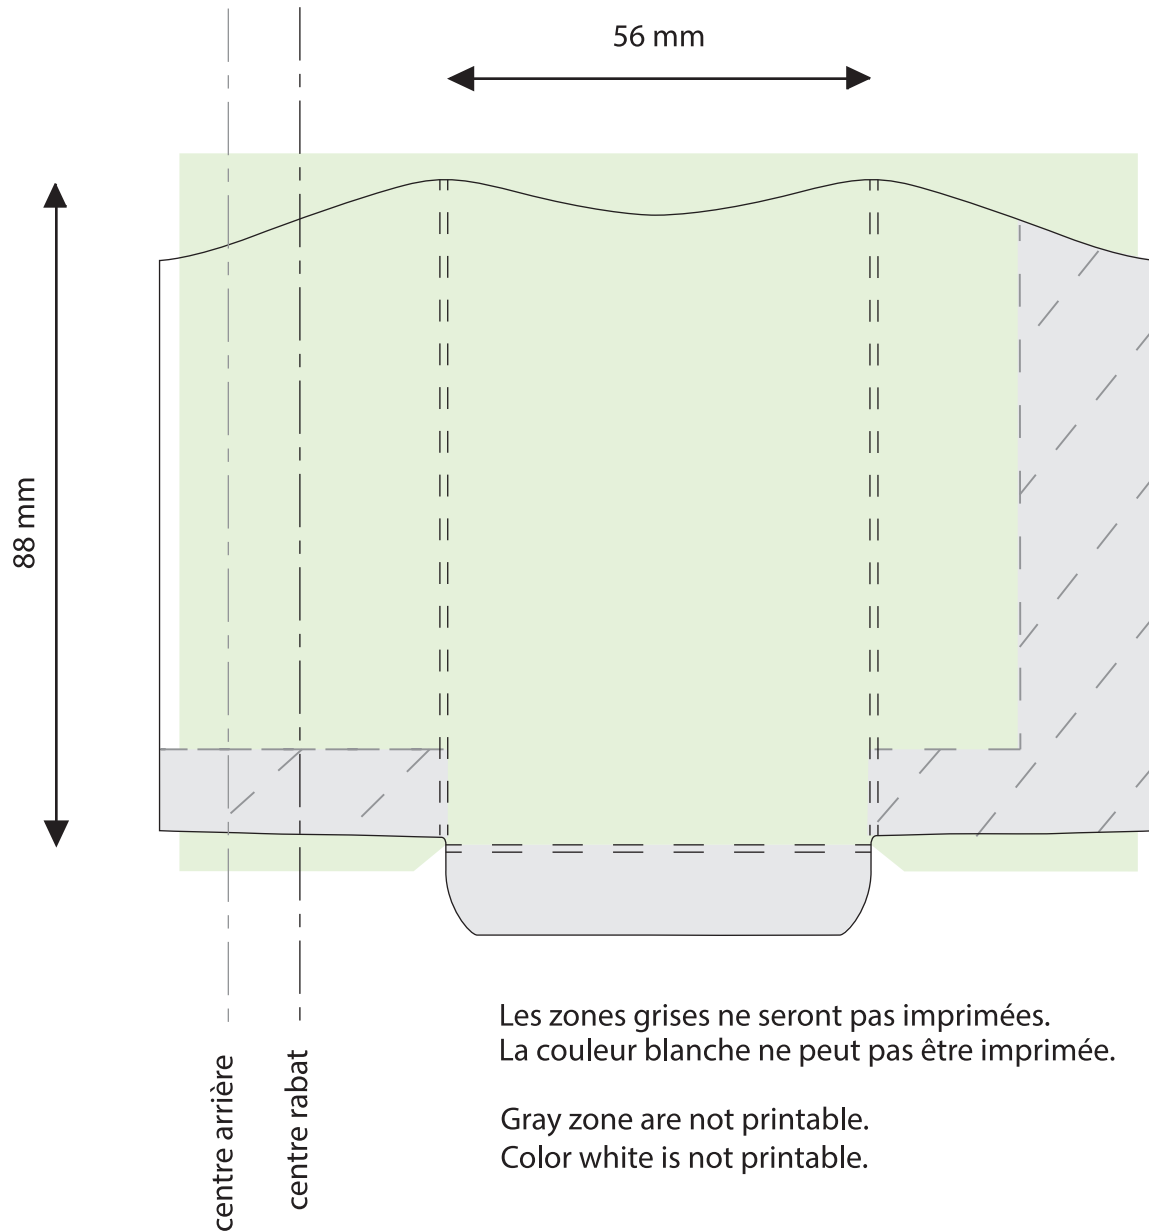 56 mm
88 mm
centre arrière
centre rabat
Les zones grises ne seront pas imprimées.
La couleur blanche ne peut pas être imprimée.
Gray zone are not printable.
Color white is not printable.